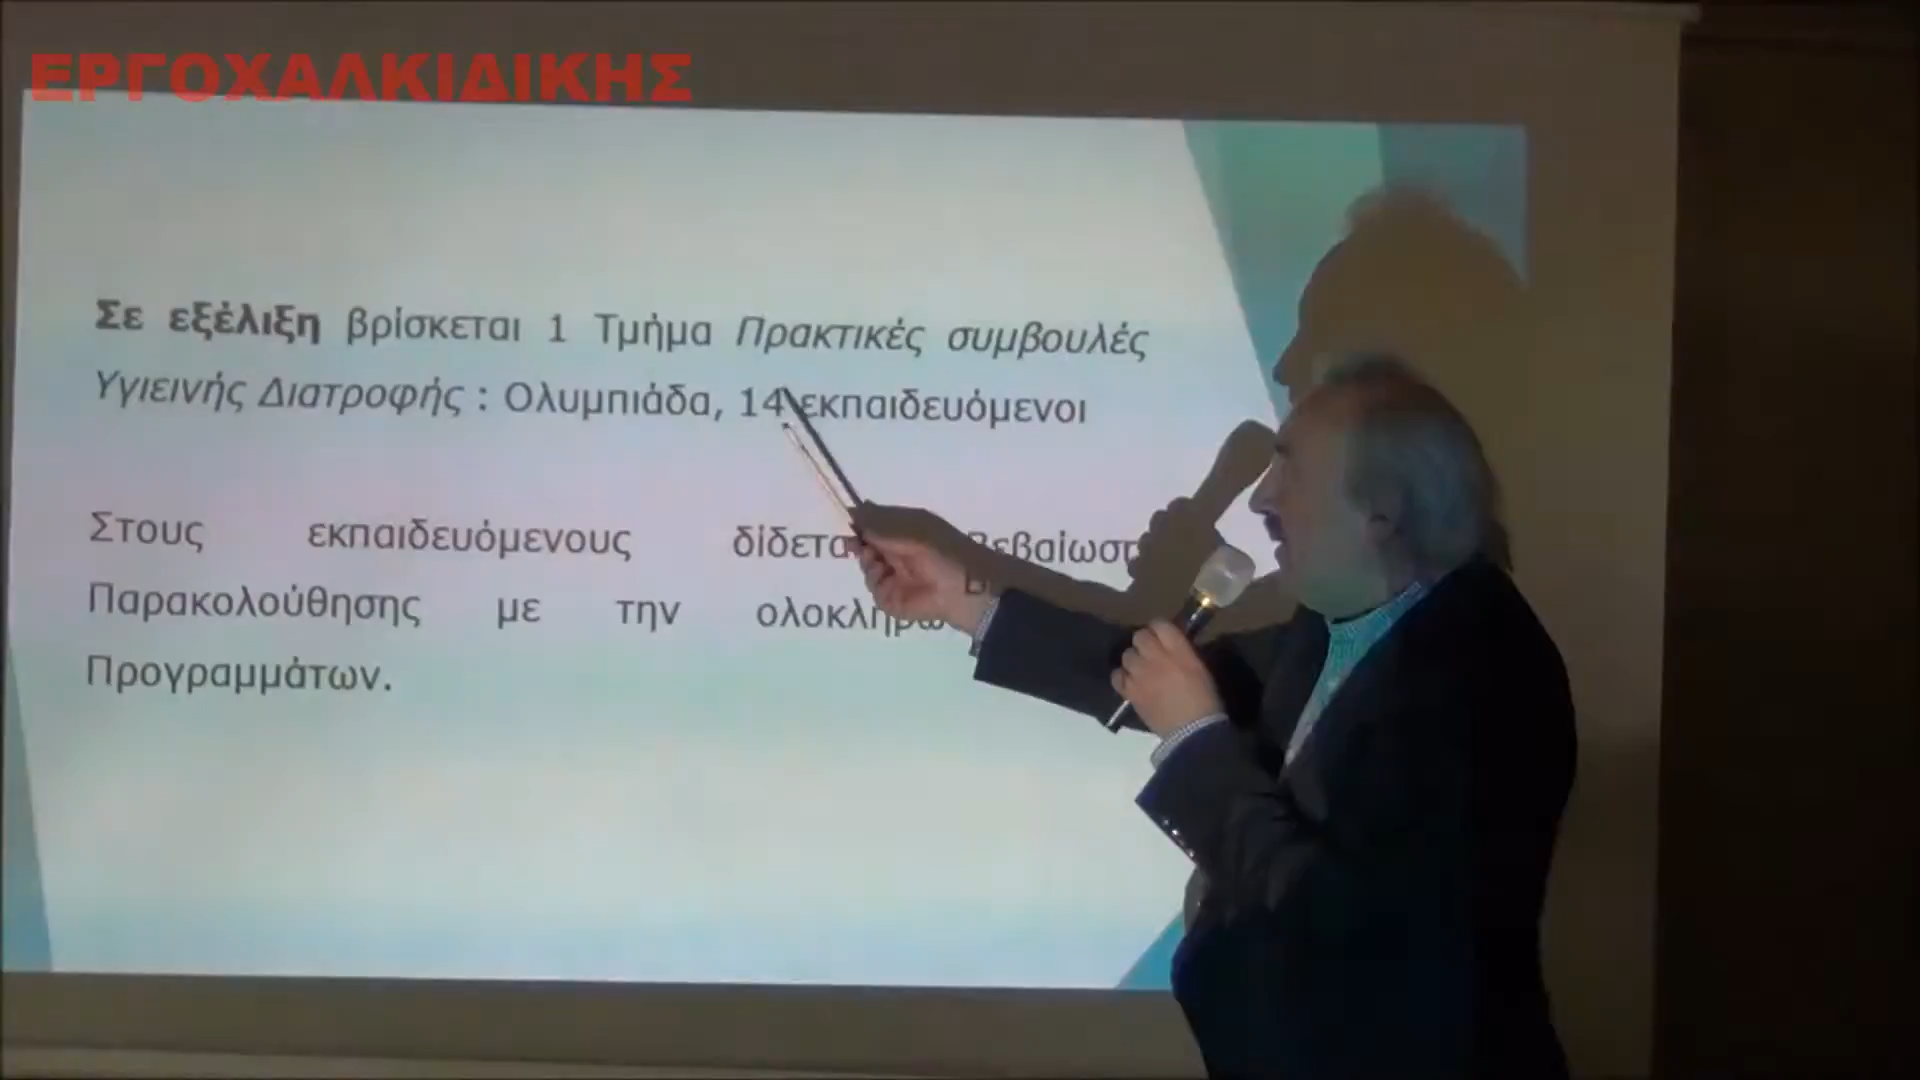 ΕΡΓΟΧΑΛΚΙΔΙΚΗΣ
Σε εξέλιξη βρίσκεται 1 Τμήμα Πρακτικές συμβουλές
Υγιεινής Διατροφής : Ολυμπιάδα, 14 εκπαιδευόμενοι
Στους εκπαιδευόμενους
Παρακολούθησης με την
Προγραμμάτων.